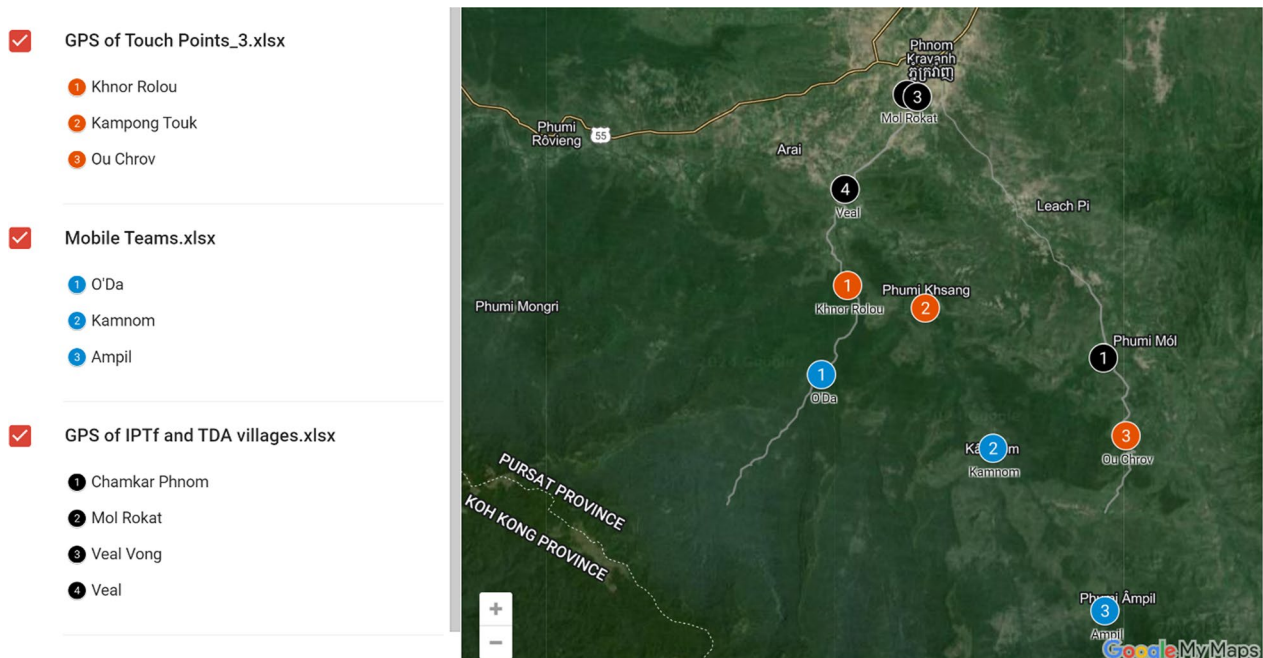 GPS of Touch Points_3.xlsx
1 Khnor Rolou
2 Kampong Touk
3 Ou Chrov
Mobile Teams.xlsx
1 O'Da
2 Kamnom
3 Ampil
GPS of IPTf and TDA villages.xlsx
1 Chamkar Phnom
2 Mol Rokat
3 Veal Vong
4 Veal
Phnom
Kravanh
ភ្នំក្រវ៉ាញ
3
Mol Rokat
Phumi
Rôvieng
55
Arai
4
Veal
Leach Pi
1
Khnor Rolou
Phumi Khsang
2
Phumi Mongri
Phumi Mól
1
1
O'Da
3
Ou Chrov
2
Kamnom
PURSAT PROVINCE
KOH KONG PROVINCE
Phumi Âmpil
3
Ampil
+
−
Google My Maps